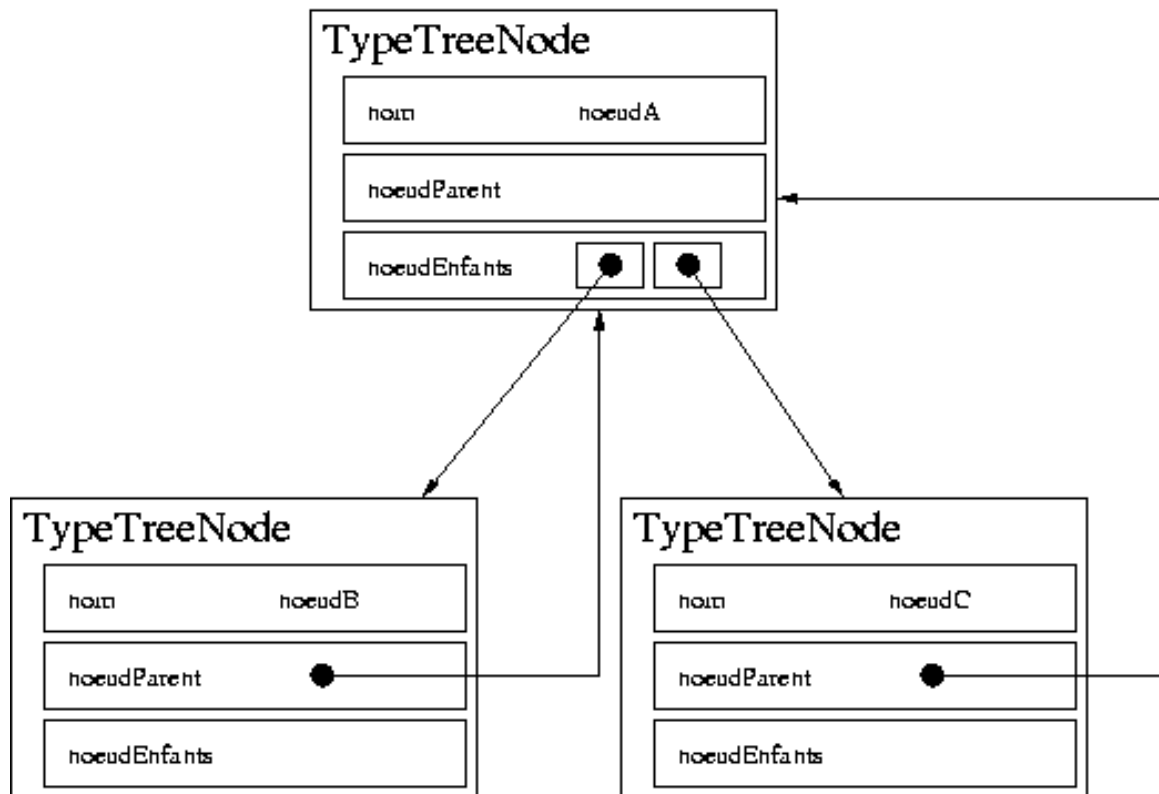 TypeTreeNode
nom noeudA
noeudParent
noeudEnfants
TypeTreeNode
nom noeudB
noeudParent
noeudEnfants
TypeTreeNode
nom noeudC
noeudParent
noeudEnfants